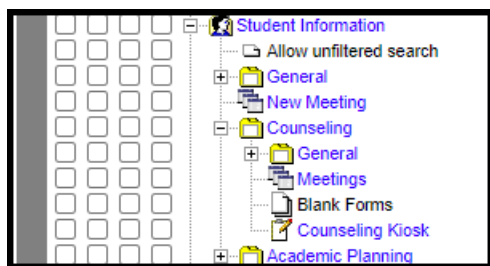 Student Information
Allow unfiltered search
General
New Meeting
Counseling
General
Meetings
Blank Forms
Counseling Kiosk
Academic Planning